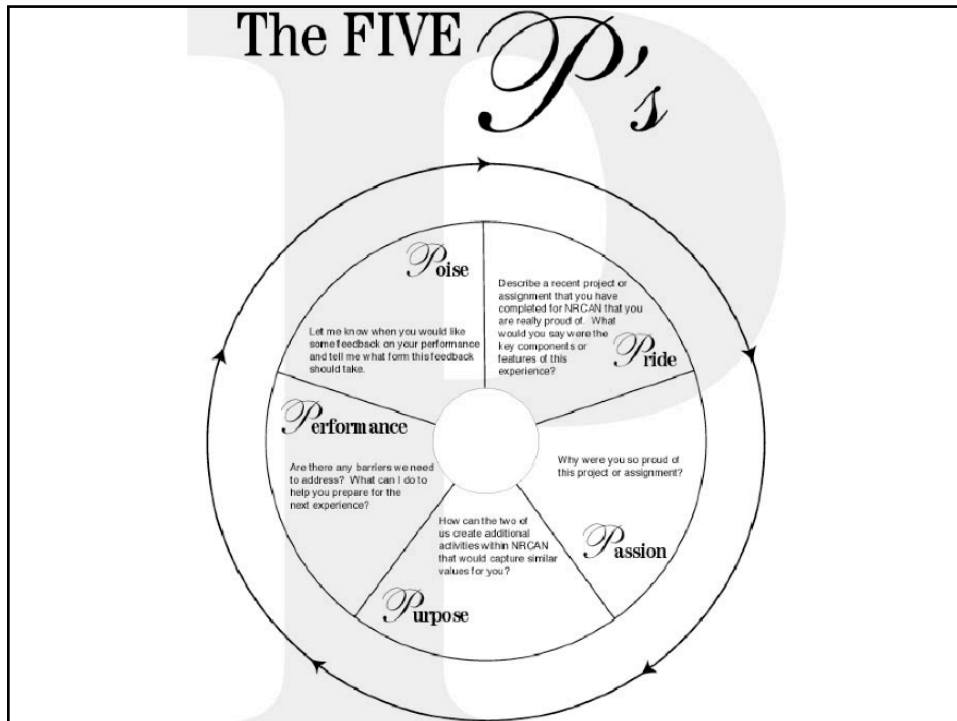 The FIVE P's
Poise
Let me know when you would like
some feedback on your performance
and tell me what form this feedback
should take.
Describe a recent project or
assignment that you have
completed for NRCAN that you
are really proud of. What
would you say were the
key components or
features of this
experience?
Pride
Performance
Are there any barriers we need
to address? What can I do to
help you prepare for the
next experience?
Why were you so proud of
this project or assignment?
Passion
How can the two of
us create additional
activities within NRCAN
that would capture similar
values for you?
Purpose